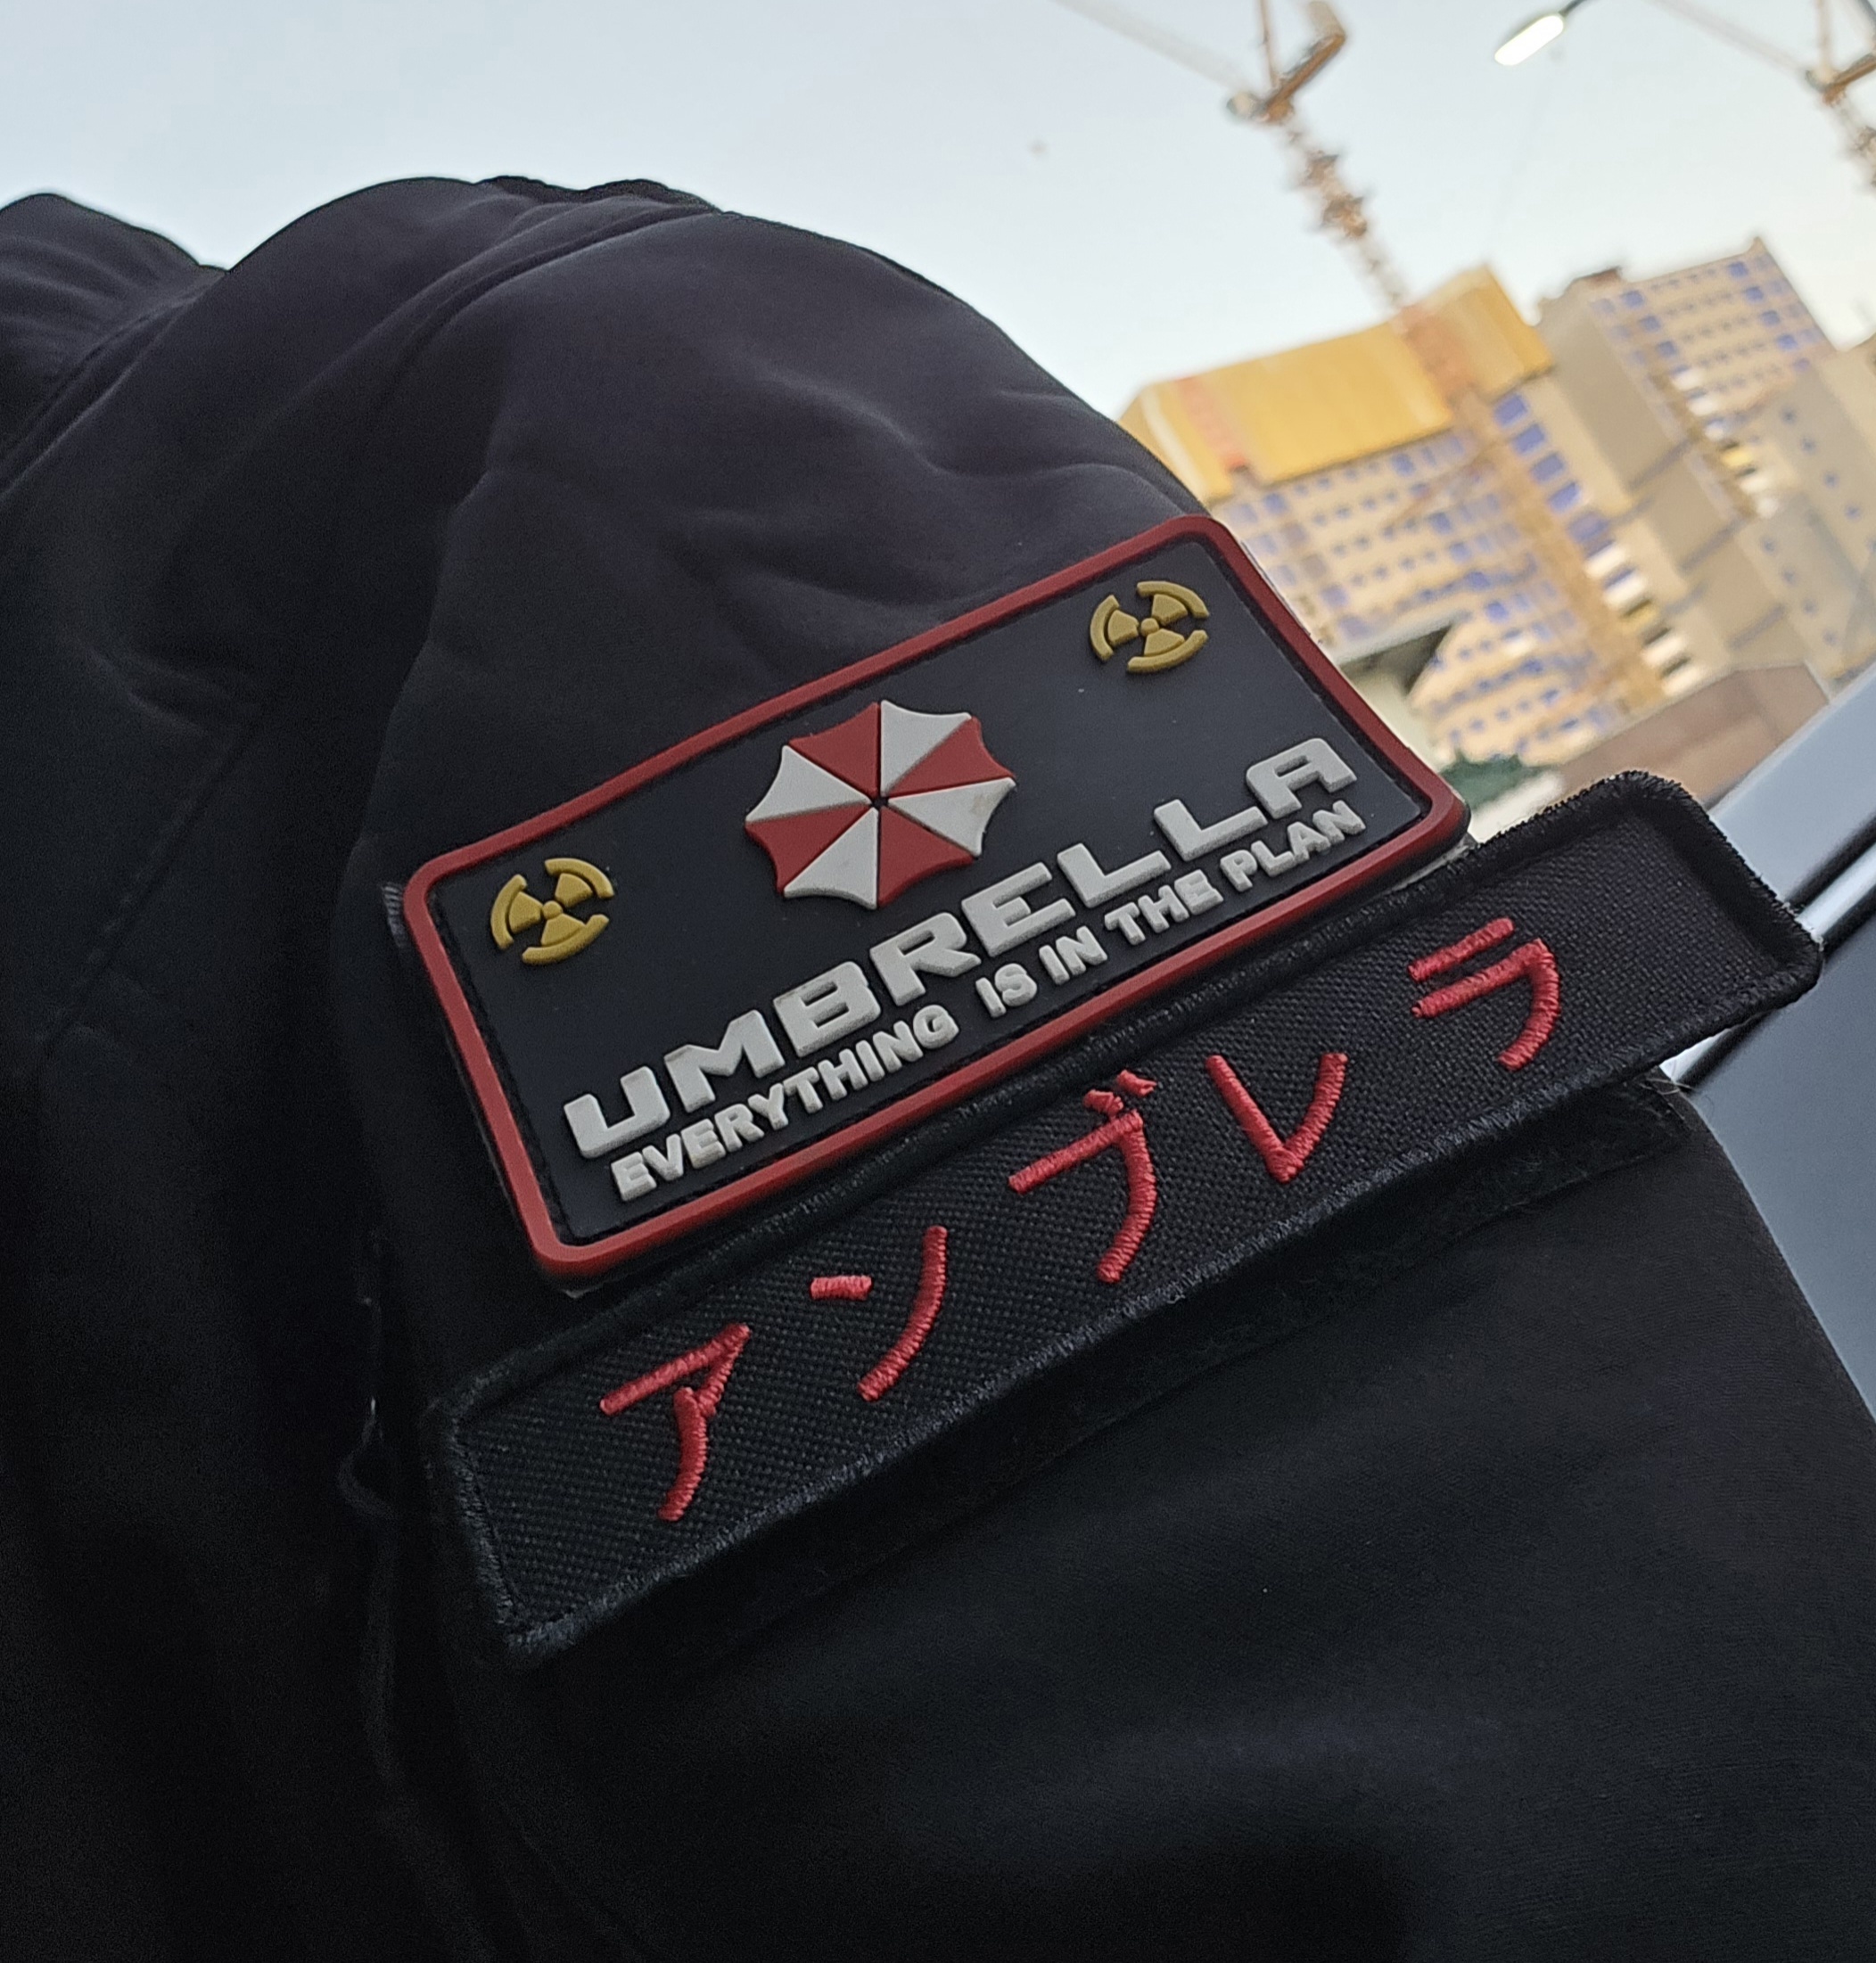 UMBRELLA
EVERYTHING IS IN THE PLAN
アンブレラ